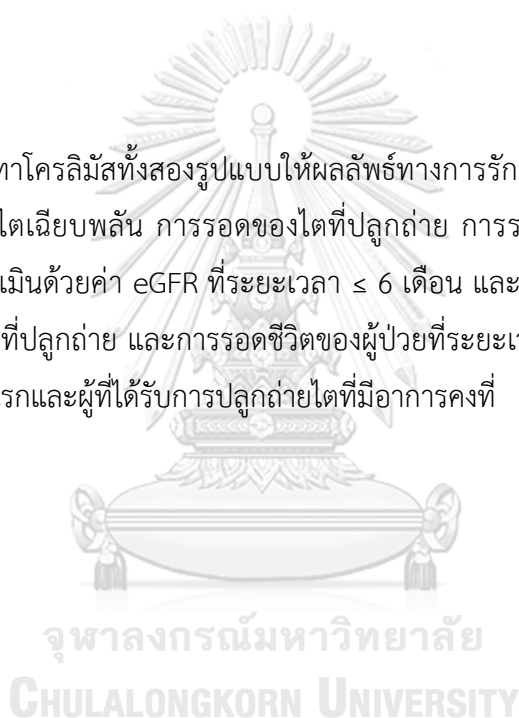 ทาโครลิมัสทั้งสองรูปแบบให้ผลลัพธ์ทางการรัก
ไตเฉียบพลัน การรอดของไตที่ปลูกถ่าย การร
เมินด้วยค่า eGFR ที่ระยะเวลา ≤ 6 เดือน และ
ที่ปลูกถ่าย และการรอดชีวิตของผู้ป่วยที่ระยะเ
รกและผู้ที่ได้รับการปลูกถ่ายไตที่มีอาการคงที่
จุฬาลงกรณ์มหาวิทยาลัย
CHULALONGKORN UNIVERSITY